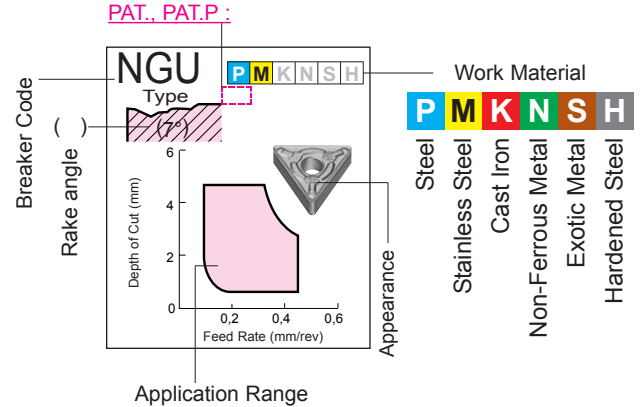 PAT., PAT.P :
NGU
Type
P M K N S H
Work Material
P M K N S H
Steel
Stainless Steel
Cast Iron
Non-Ferrous Metal
Exotic Metal
Hardened Steel
Breaker Code
( )
Rake angle
(7°)
Depth of Cut (mm)
6
4
2
0
0,2 0,4 0,6
Feed Rate (mm/rev)
Appearance
Application Range